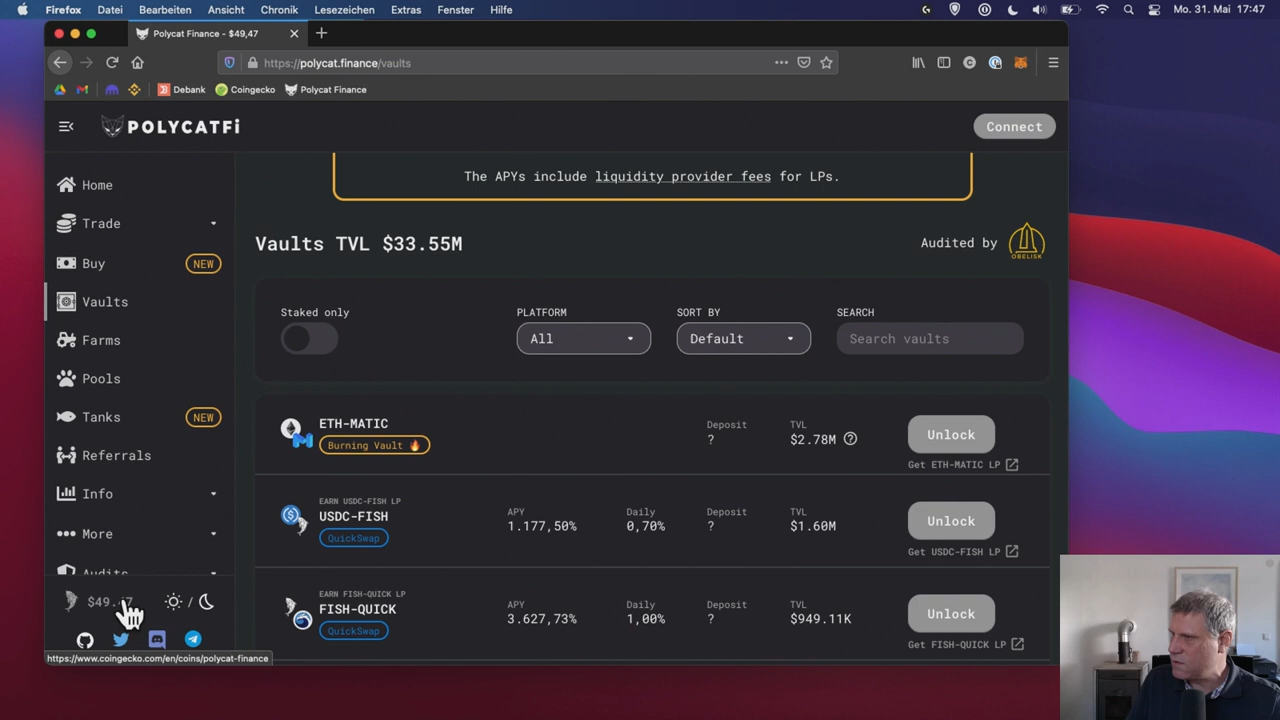 Firefox Datei Bearbeiten Ansicht Chronik Lesezeichen Extras Fenster Hilfe Mo. 31. Mai 17:47
Polycat Finance - $49,47
https://polycat.finance/vaults
Debank Coingecko Polycat Finance
POLYCATFi Connect
Home
Trade
Buy NEW
Vaults
Farms
Pools
Tanks NEW
Referrals
Info
More
Audits
$49.47
https://www.coingecko.com/en/coins/polycat-finance
The APYs include liquidity provider fees for LPs.
Vaults TVL $33.55M Audited by OBELISK
Staked only PLATFORM SORT BY SEARCH
All Default Search vaults
ETH-MATIC Deposit TVL
Burning Vault ? $2.78M Unlock
Get ETH-MATIC LP
EARN USDC-FISH LP
USDC-FISH APY Daily Deposit TVL
QuickSwap 1.177,50% 0,70% ? $1.60M Unlock
Get USDC-FISH LP
EARN FISH-QUICK LP
FISH-QUICK APY Daily Deposit TVL
QuickSwap 3.627,73% 1,00% ? $949.11K Unlock
Get FISH-QUICK LP